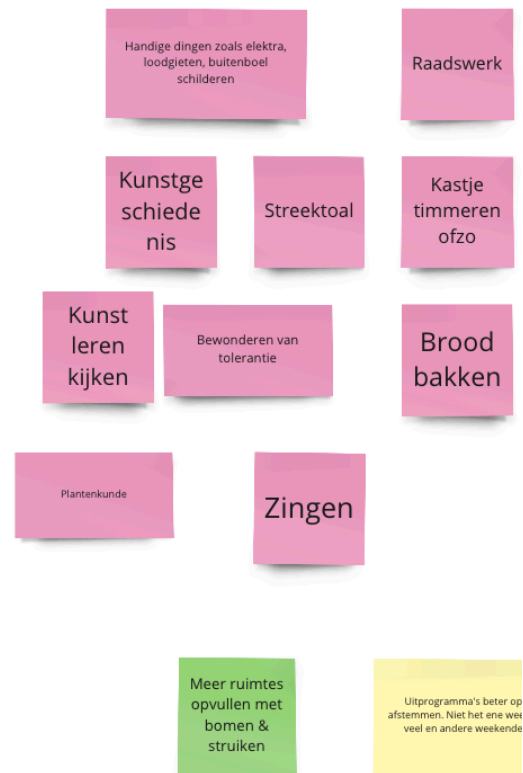 Handige dingen zoals elektra,
loodgieten, buitenboel
schilderen
Raadswerk
Kunstge
schiede
nis
Streektoal
Kastje
timmeren
ofzo
Kunst
leren
kijken
Bewonderen van
tolerantie
Brood
bakken
Plantenkunde
Zingen
Meer ruimtes
opvullen met
bomen &
struiken
Uitprogramma's beter op
afstemmen. Niet het ene
veel en andere